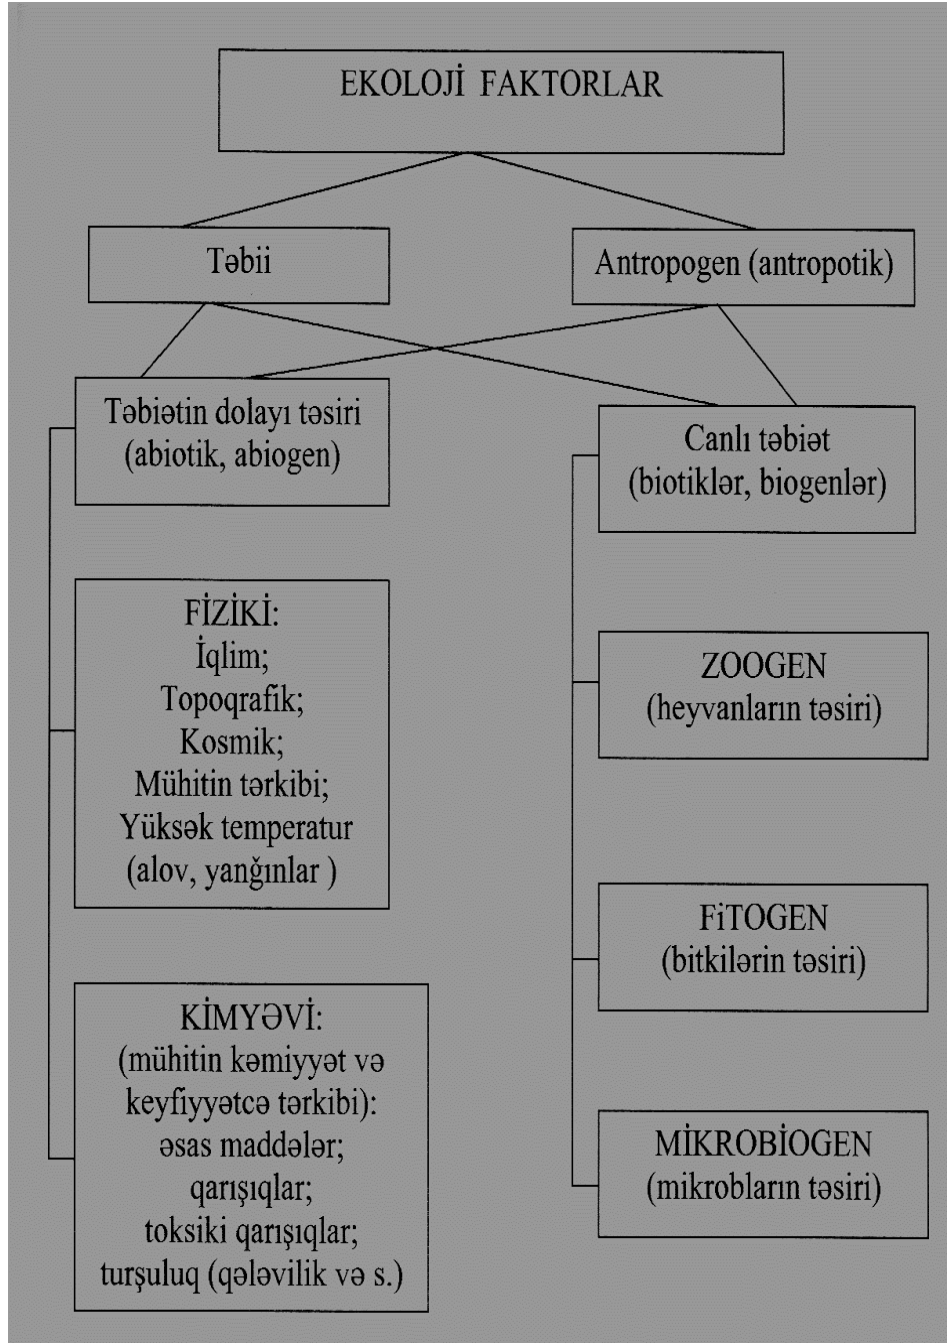 EKOLOJİ FAKTORLAR
Təbii
Antropogen (antropotik)
Təbiətin dolayı təsiri
(abiotik, abiogen)
Canlı təbiət
(biotiklər, biogenlər)
FİZİKİ:
İqlim;
Topoqrafik;
Kosmik;
Mühitin tərkibi;
Yüksək temperatur
(alov, yanğınlar )
ZOOGEN
(heyvanların təsiri)
FiTOGEN
(bitkilərin təsiri)
KİMYƏVİ:
(mühitin kəmiyyət və
keyfiyyətcə tərkibi):
əsas maddələr;
qarışıqlar;
toksiki qarışıqlar;
turşuluq (qələvilik və s.)
MİKROBİOGEN
(mikrobların təsiri)